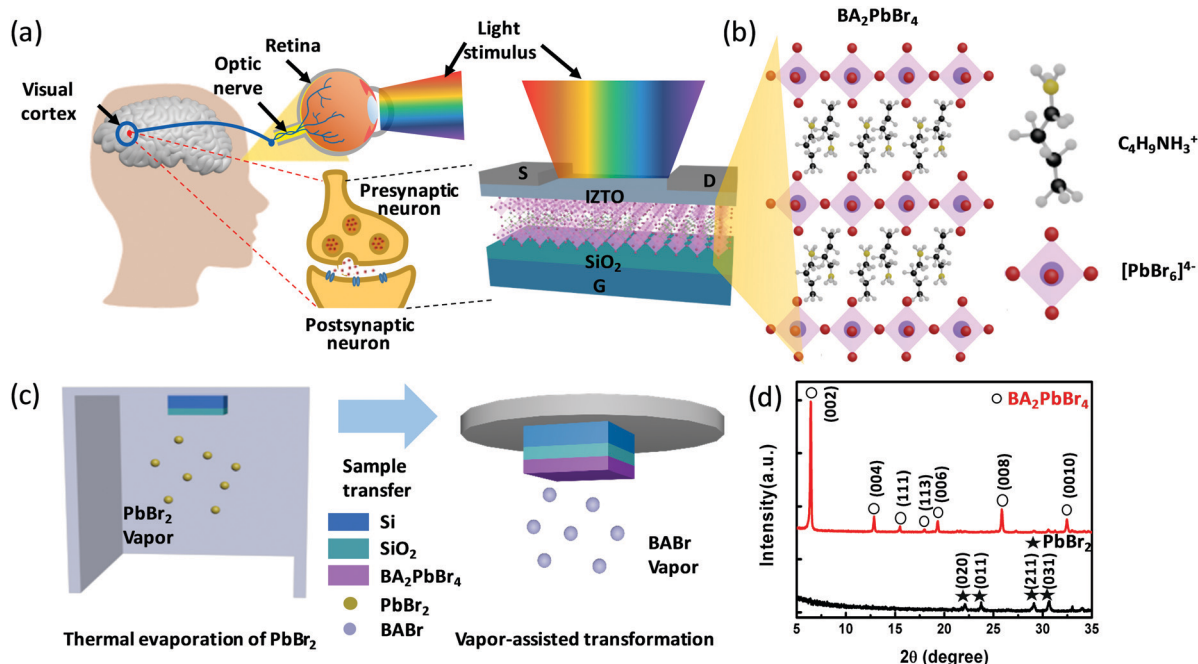 (a)
Visual
cortex
Optic
nerve
Retina
Light
stimulus
Presynaptic
neuron
Postsynaptic
neuron
S
D
IZTO
SiO₂
G
(b)
BA₂PbBr₄
C₄H₉NH₃⁺
[PbBr₆]⁴⁻
(c)
PbBr₂
Vapor
Thermal evaporation of PbBr₂
Sample
transfer
Si
SiO₂
BA₂PbBr₄
PbBr₂
BABr
BABr
Vapor
Vapor-assisted transformation
(d)
Intensity(a.u.)
(002)
(004)
(111)
(113)
(006)
(008)
(0010)
○ BA₂PbBr₄
★ PbBr₂
(020)
(011)
(211)
(031)
5 10 15 20 25 30 35
2θ (degree)